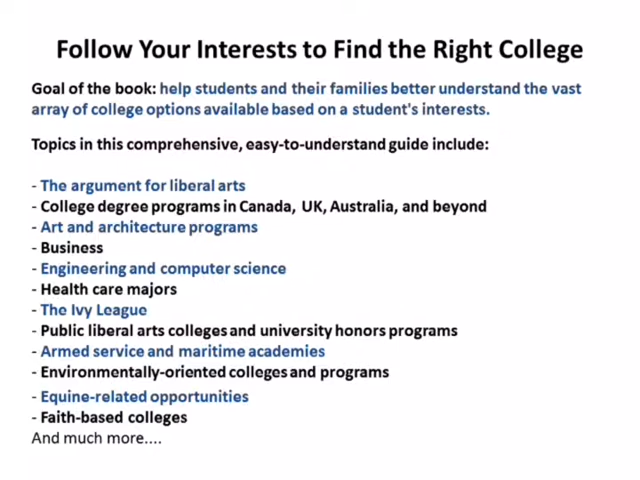 Follow Your Interests to Find the Right College
Goal of the book: help students and their families better understand the vast
array of college options available based on a student's interests.
Topics in this comprehensive, easy-to-understand guide include:
- The argument for liberal arts
- College degree programs in Canada, UK, Australia, and beyond
- Art and architecture programs
- Business
- Engineering and computer science
- Health care majors
- The Ivy League
- Public liberal arts colleges and university honors programs
- Armed service and maritime academies
- Environmentally-oriented colleges and programs
- Equine-related opportunities
- Faith-based colleges
And much more....